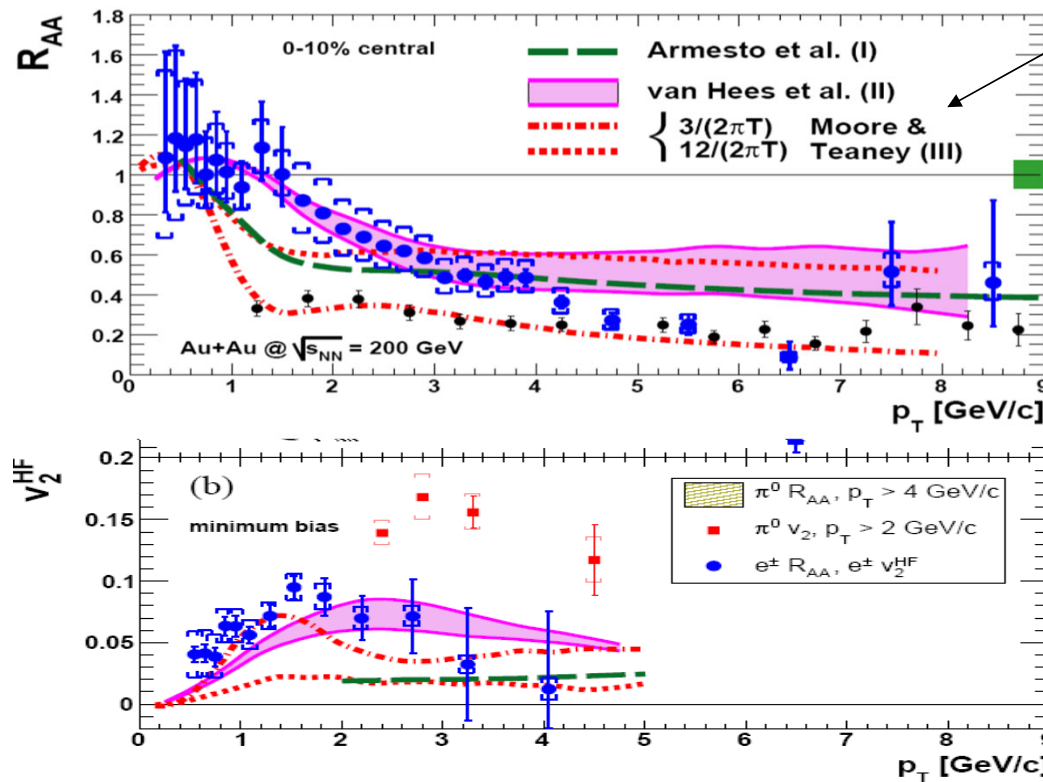 R_AA
1.8
1.6
1.4
1.2
1
0.8
0.6
0.4
0.2
0
0-10% central
Armesto et al. (I)
van Hees et al. (II)
3/(2πT) Moore &
12/(2πT) Teaney (III)
Au+Au @ √s_NN = 200 GeV
0 1 2 3 4 5 6 7 8 9
p_T [GeV/c]
v_2^HF
0.2
0.15
0.1
0.05
0
(b)
minimum bias
π⁰ R_AA, p_T > 4 GeV/c
π⁰ v_2, p_T > 2 GeV/c
e± R_AA, e± v_2^HF
0 1 2 3 4 5 6 7 8 9
p_T [GeV/c]